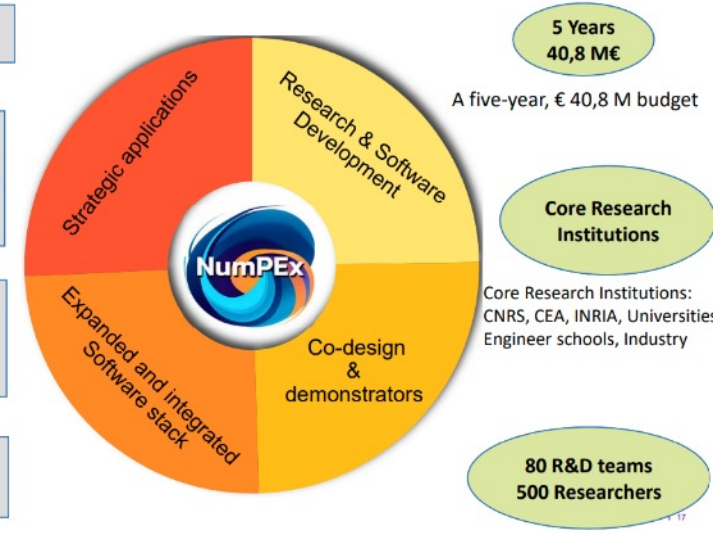 Strategic applications
Research & Software
Development
NumPEx
Expanded and integrated
Software stack
Co-design
&
demonstrators
5 Years
40,8 M€
A five-year, € 40,8 M budget
Core Research
Institutions
Core Research Institutions:
CNRS, CEA, INRIA, Universities
Engineer schools, Industry
80 R&D teams
500 Researchers
17